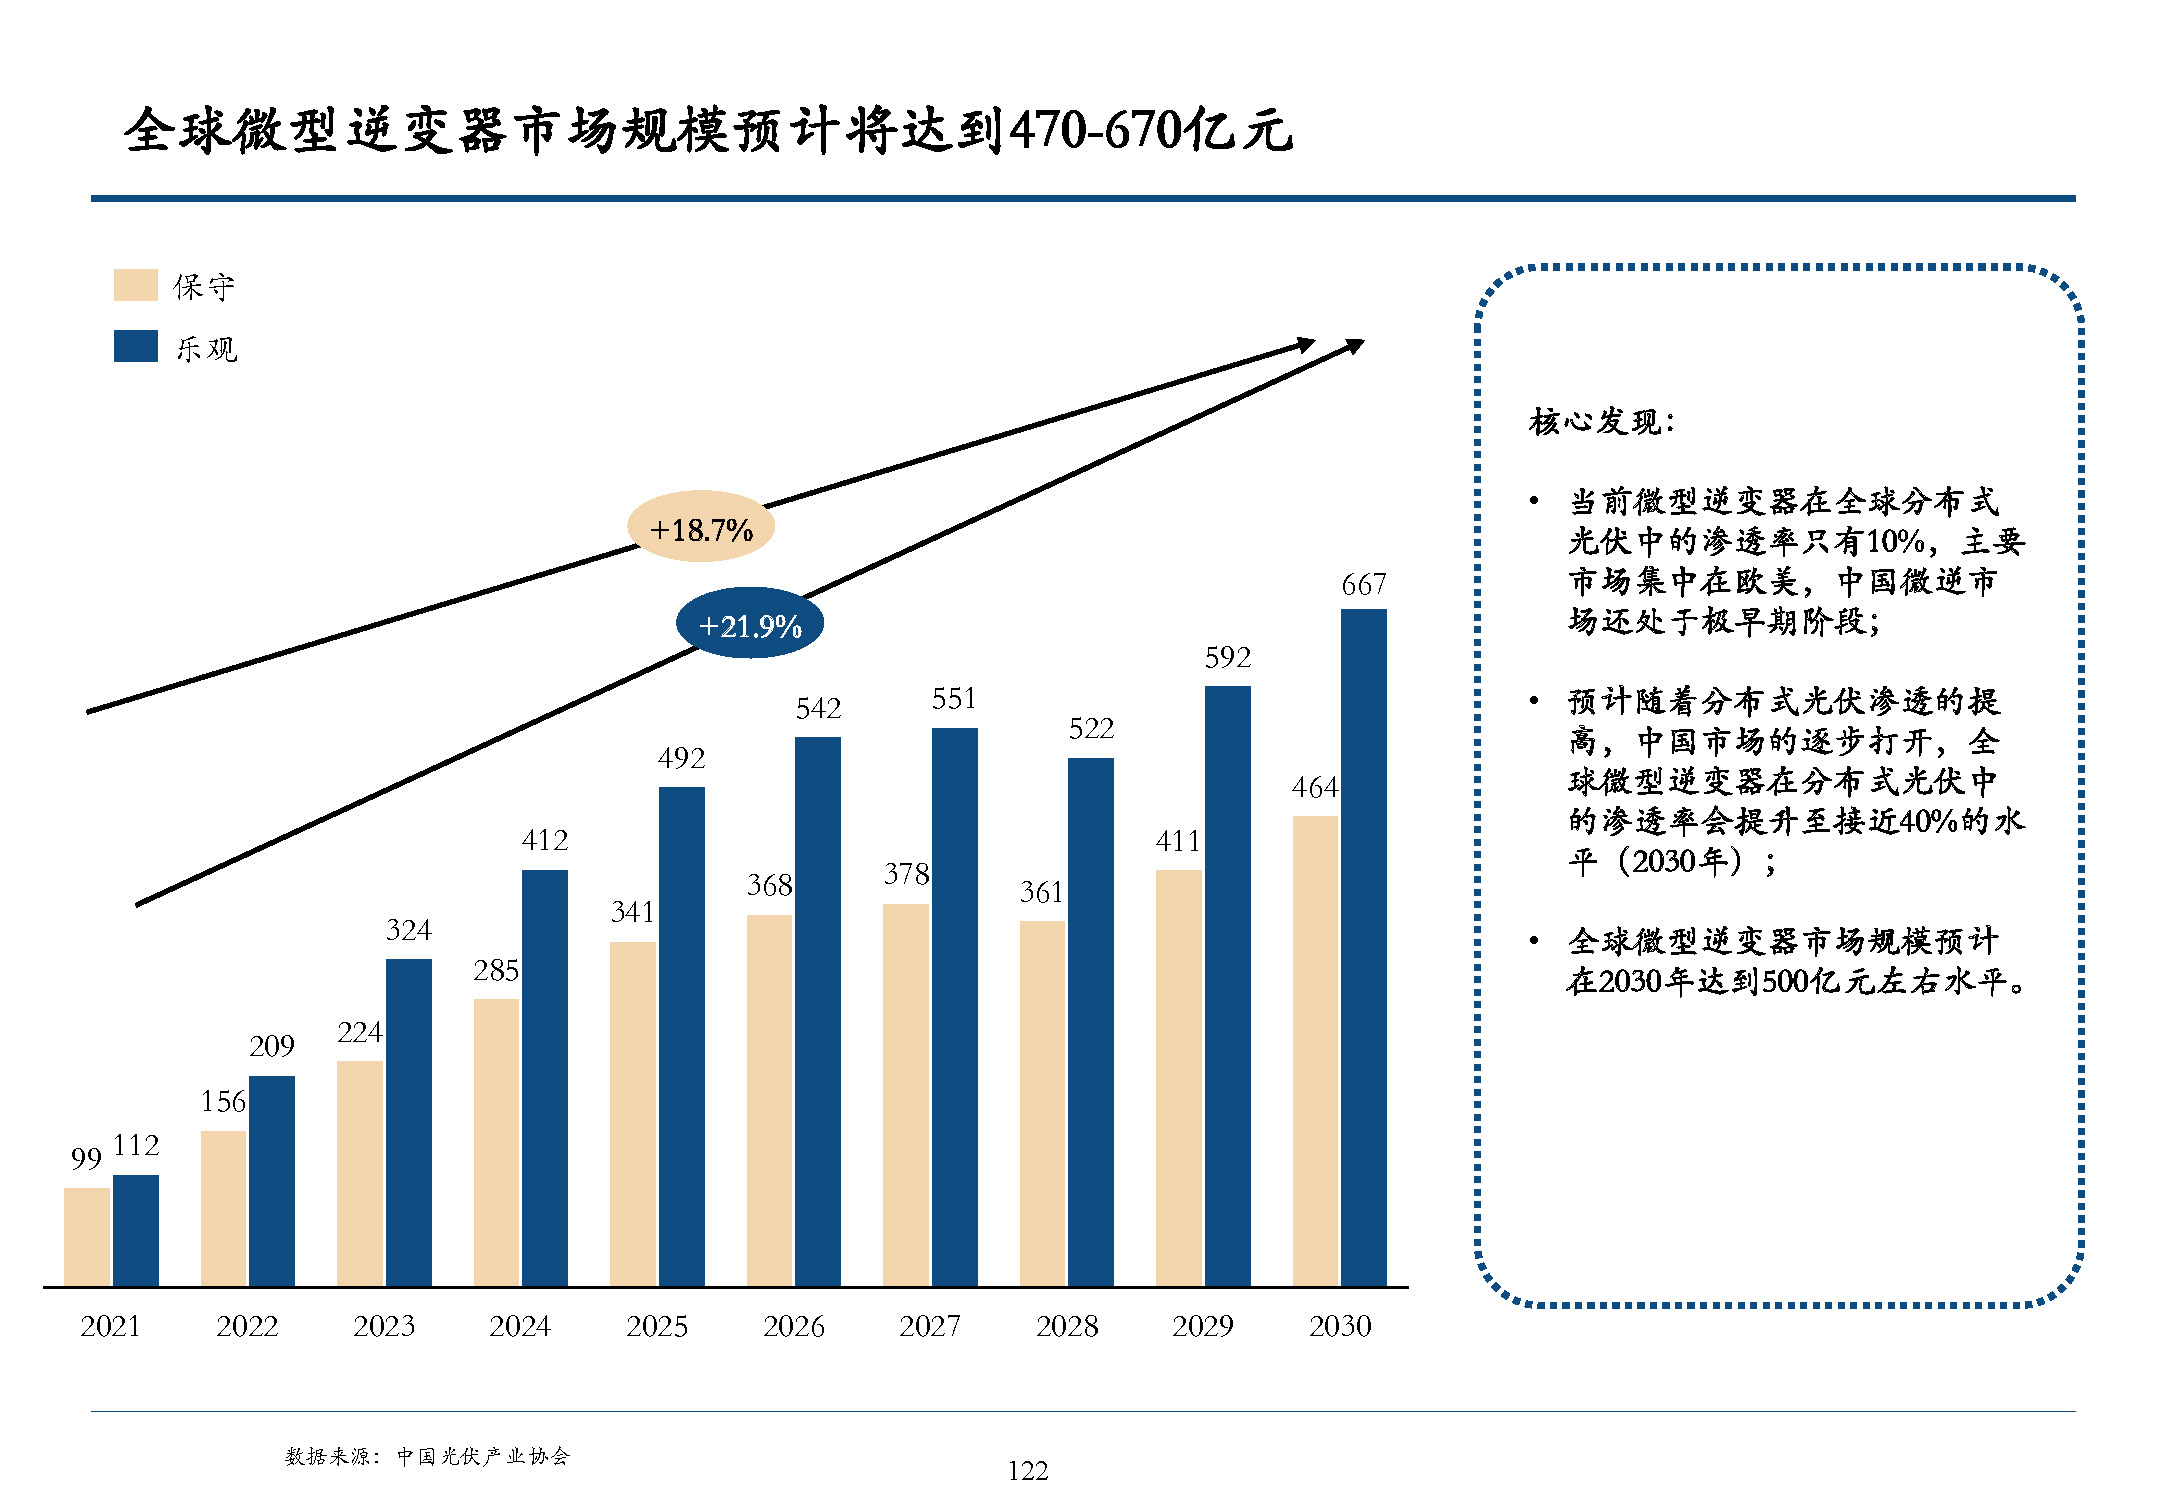 全球微型逆变器市场规模预计将达到470-670亿元
保守
乐观
+18.7%
+21.9%
99 112
156 209
224 324
285 412
341 492
368 542
378 551
361 522
411 592
464 667
2021 2022 2023 2024 2025 2026 2027 2028 2029 2030
核心发现：
• 当前微型逆变器在全球分布式
光伏中的渗透率只有10%，主要
市场集中在欧美，中国微逆市
场还处于极早期阶段；
• 预计随着分布式光伏渗透的提
高，中国市场的逐步打开，全
球微型逆变器在分布式光伏中
的渗透率会提升至接近40%的水
平（2030年）；
• 全球微型逆变器市场规模预计
在2030年达到500亿元左右水平。
数据来源：中国光伏产业协会
122